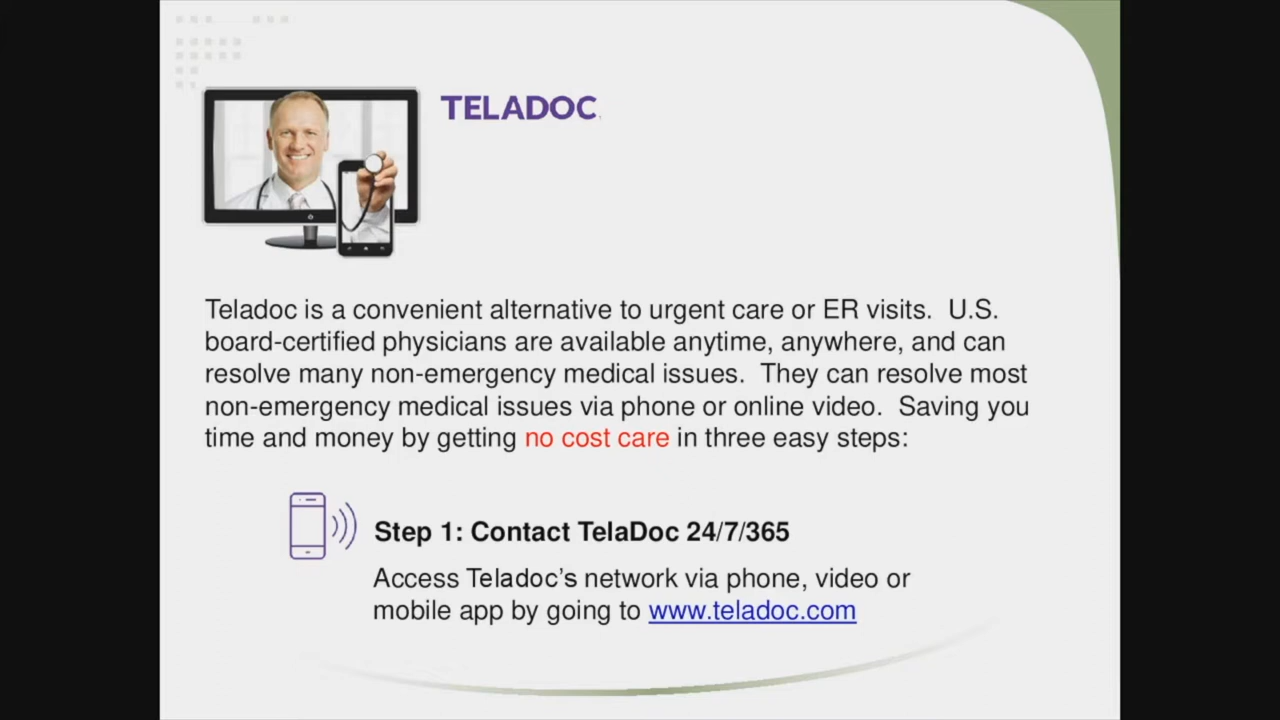 TELADOC
Teladoc is a convenient alternative to urgent care or ER visits.  U.S.
board-certified physicians are available anytime, anywhere, and can
resolve many non-emergency medical issues.  They can resolve most
non-emergency medical issues via phone or online video.  Saving you
time and money by getting no cost care in three easy steps:
Step 1: Contact TelaDoc 24/7/365
Access Teladoc’s network via phone, video or
mobile app by going to www.teladoc.com